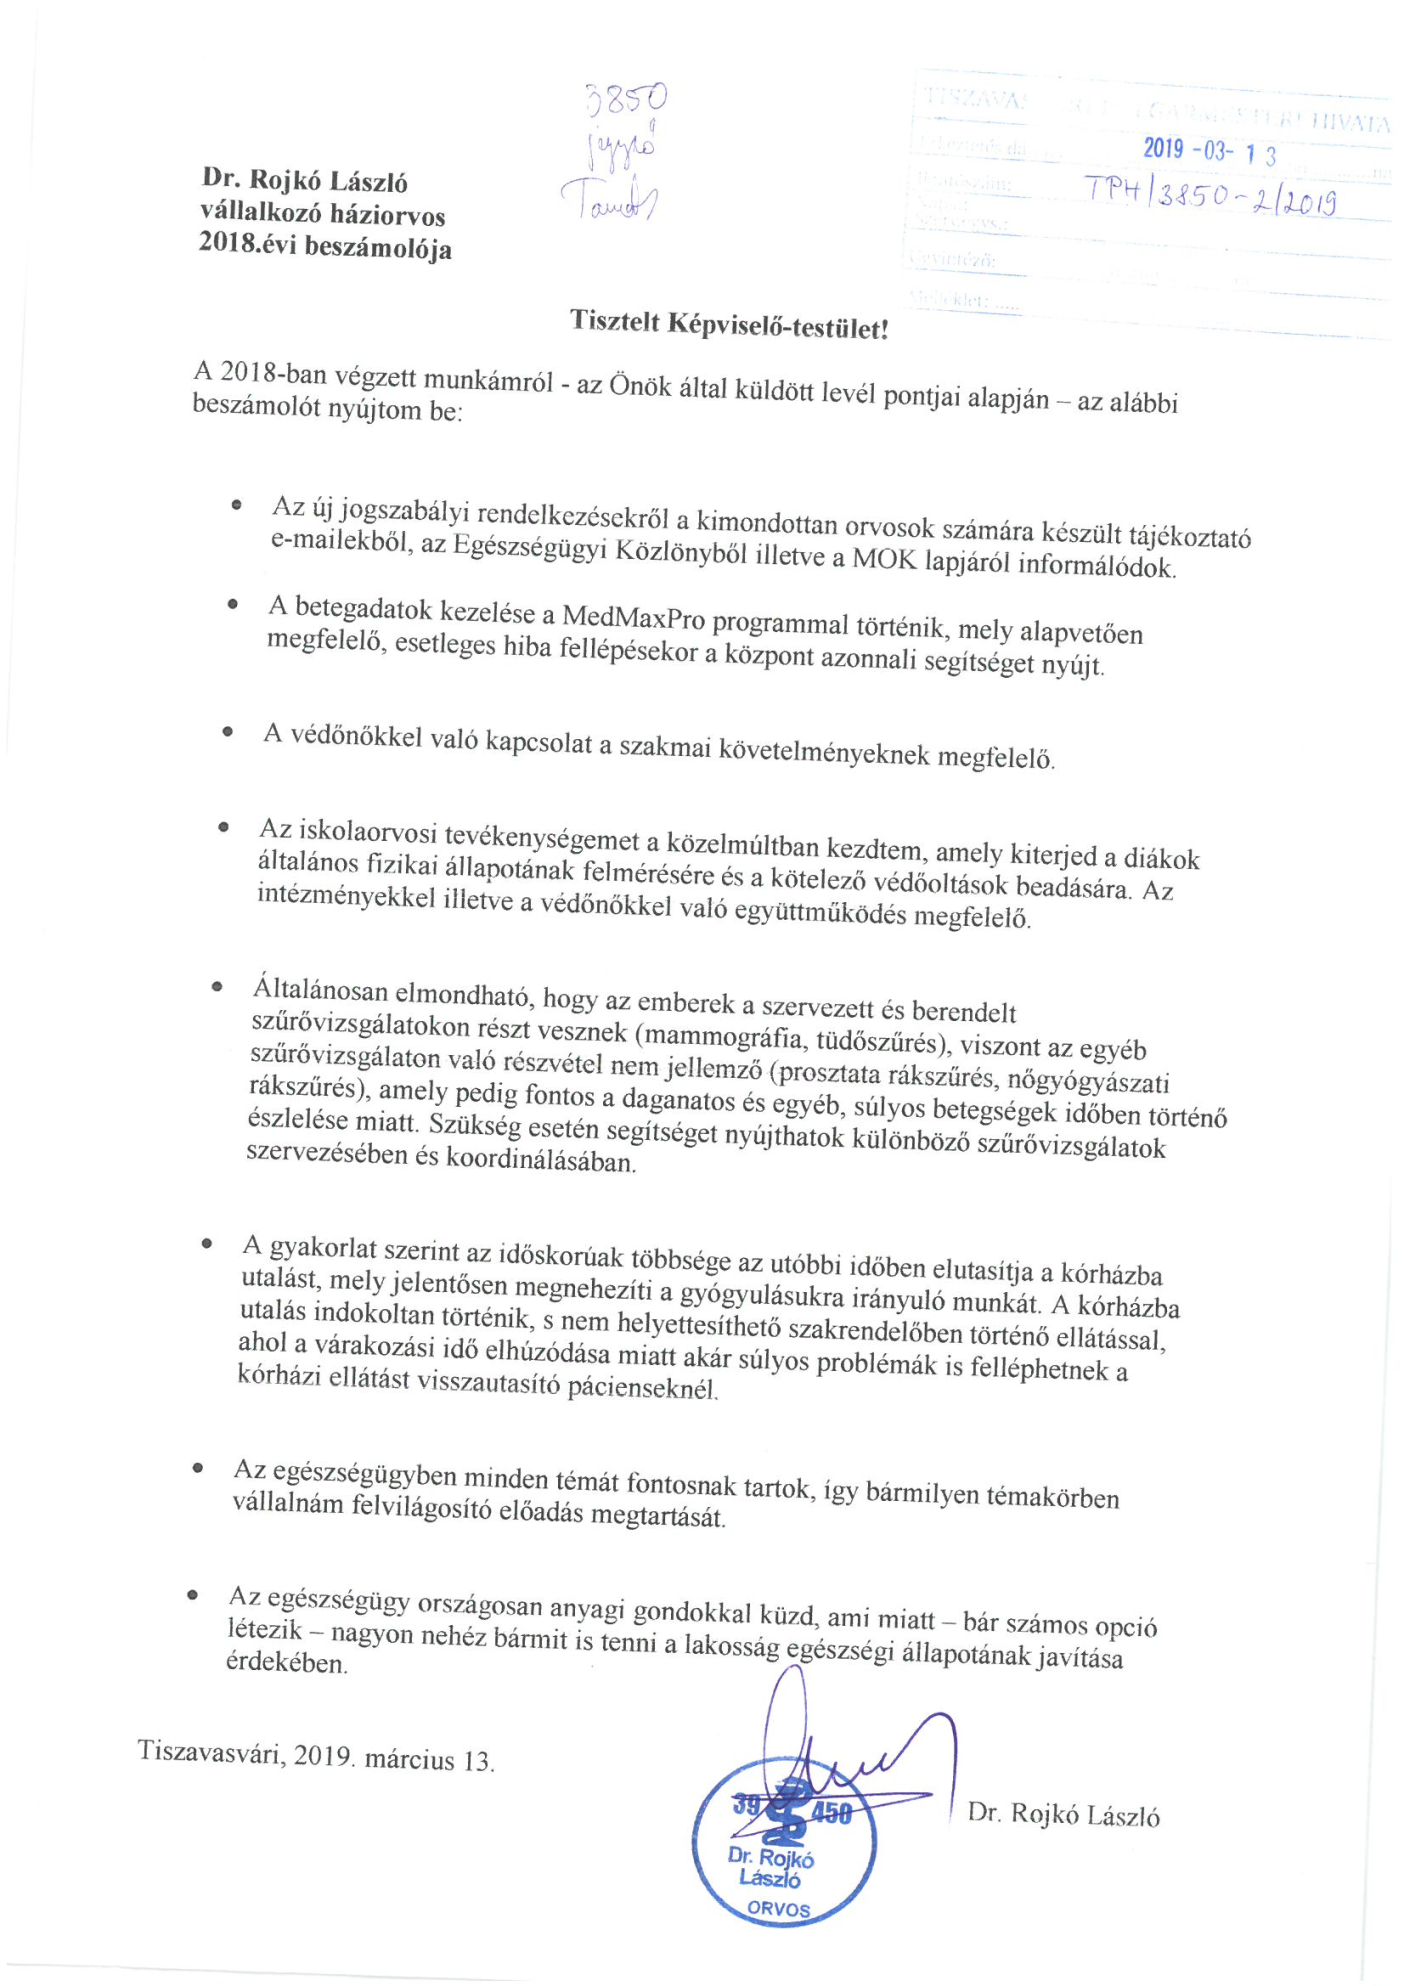 3850
jegyző
TISZAVAS
2019 -03- 1 3
TPH/3850-2/2019
Ügyintéző:
Melléklet: .....
Dr. Rojkó László
vállalkozó háziorvos
2018.évi beszámolója
Tisztelt Képviselő-testület!
A 2018-ban végzett munkámról - az Önök által küldött levél pontjai alapján – az alábbi
beszámolót nyújtom be:
• Az új jogszabályi rendelkezésekről a kimondottan orvosok számára készült tájékoztató
e-mailekből, az Egészségügyi Közlönyből illetve a MOK lapjáról informálódok.
• A betegadatok kezelése a MedMaxPro programmal történik, mely alapvetően
megfelelő, esetleges hiba fellépésekor a központ azonnali segítséget nyújt.
• A védőnőkkel való kapcsolat a szakmai követelményeknek megfelelő.
• Az iskolaorvosi tevékenységemet a közelmúltban kezdtem, amely kiterjed a diákok
általános fizikai állapotának felmérésére és a kötelező védőoltások beadására. Az
intézményekkel illetve a védőnőkkel való együttműködés megfelelő.
• Általánosan elmondható, hogy az emberek a szervezett és berendelt
szűrővizsgálatokon részt vesznek (mammográfia, tüdőszűrés), viszont az egyéb
szűrővizsgálaton való részvétel nem jellemző (prosztata rákszűrés, nőgyógyászati
rákszűrés), amely pedig fontos a daganatos és egyéb, súlyos betegségek időben történő
észlelése miatt. Szükség esetén segítséget nyújthatok különböző szűrővizsgálatok
szervezésében és koordinálásában.
• A gyakorlat szerint az időskorúak többsége az utóbbi időben elutasítja a kórházba
utalást, mely jelentősen megnehezíti a gyógyulásukra irányuló munkát. A kórházba
utalás indokoltan történik, s nem helyettesíthető szakrendelőben történő ellátással,
ahol a várakozási idő elhúzódása miatt akár súlyos problémák is felléphetnek a
kórházi ellátást visszautasító pácienseknél.
• Az egészségügyben minden témát fontosnak tartok, így bármilyen témakörben
vállalnám felvilágosító előadás megtartását.
• Az egészségügy országosan anyagi gondokkal küzd, ami miatt – bár számos opció
létezik – nagyon nehéz bármit is tenni a lakosság egészségi állapotának javítása
érdekében.
Tiszavasvári, 2019. március 13.
Dr. Rojkó László
39 450
Dr. Rojkó
László
ORVOS